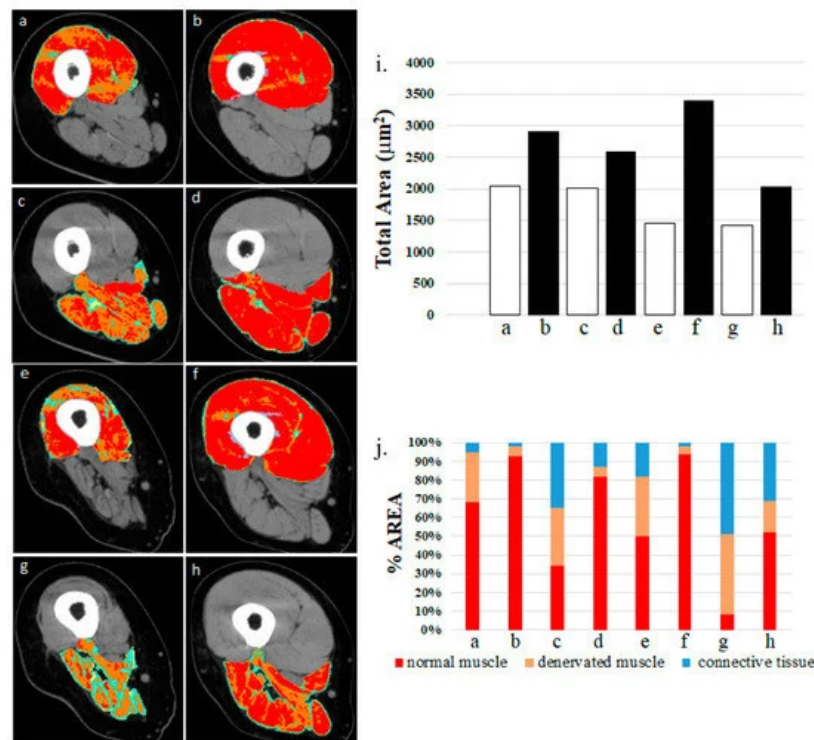 a
b
c
d
e
f
g
h
i.
Total Area (μm²)
4000
3500
3000
2500
2000
1500
1000
500
0
a b c d e f g h
j.
% AREA
100%
90%
80%
70%
60%
50%
40%
30%
20%
10%
0%
a b c d e f g h
normal muscle denervated muscle connective tissue